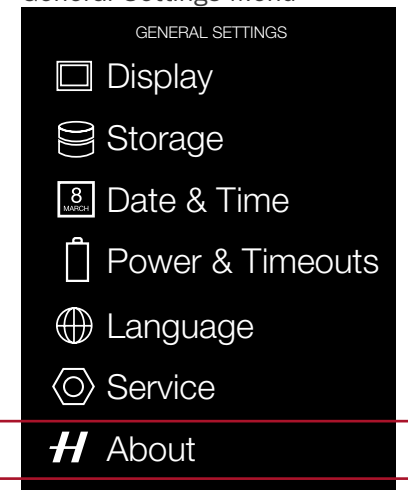 General Settings Menu
GENERAL SETTINGS
Display
Storage
8
MARCH
Date & Time
Power & Timeouts
Language
Service
H About